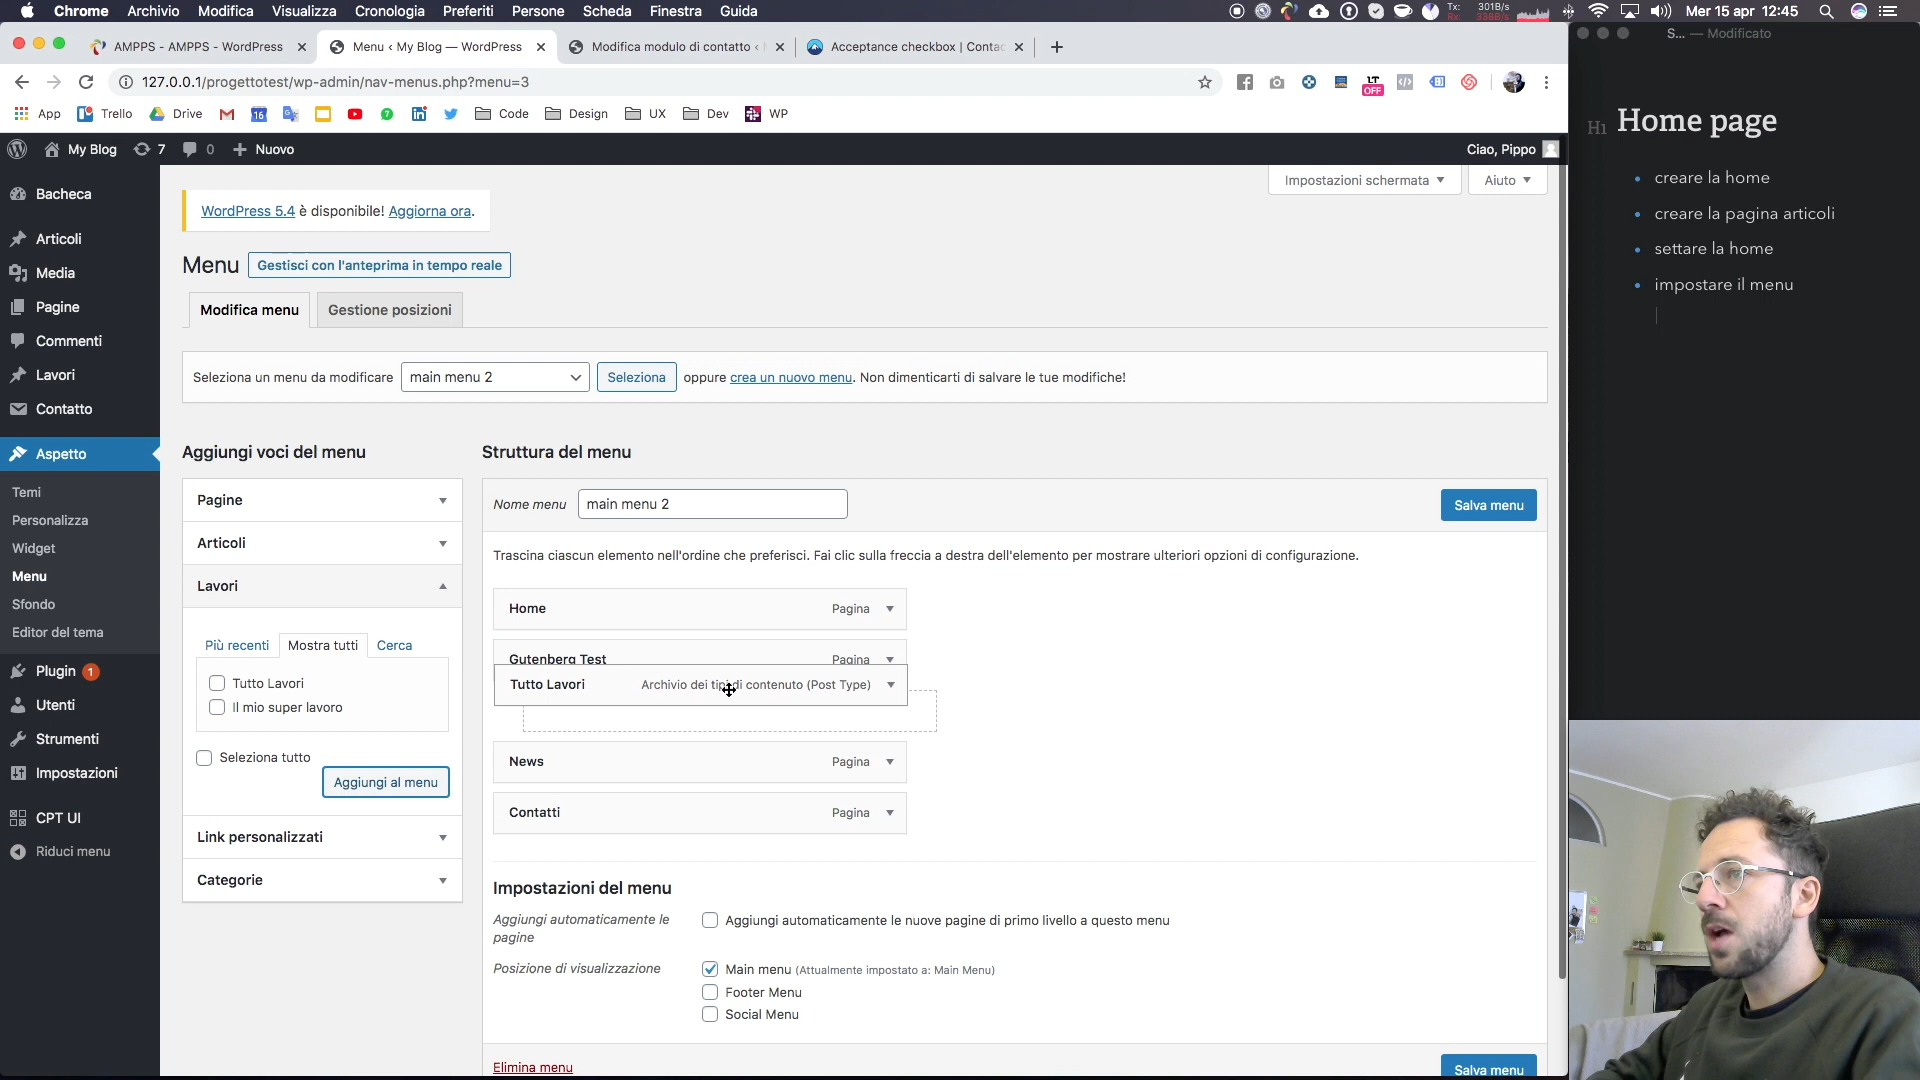 Chrome Archivio Modifica Visualizza Cronologia Preferiti Persone Scheda Finestra Guida
Tx: 301B/s
Rx: 338B/s
Mer 15 apr 12:45
AMPPS - AMPPS - WordPress
Menu ‹ My Blog — WordPress
Modifica modulo di contatto ‹
Acceptance checkbox | Contac
S... — Modificato
127.0.0.1/progettotest/wp-admin/nav-menus.php?menu=3
LT
OFF
App Trello Drive 16 Code Design UX Dev WP
My Blog 7 0 Nuovo
Ciao, Pippo
H1 Home page
creare la home
creare la pagina articoli
settare la home
impostare il menu
Bacheca
Articoli
Media
Pagine
Commenti
Lavori
Contatto
Aspetto
Temi
Personalizza
Widget
Menu
Sfondo
Editor del tema
Plugin 1
Utenti
Strumenti
Impostazioni
CPT UI
Riduci menu
Impostazioni schermata
Aiuto
WordPress 5.4 è disponibile! Aggiorna ora.
Menu
Gestisci con l'anteprima in tempo reale
Modifica menu
Gestione posizioni
Seleziona un menu da modificare main menu 2 Seleziona oppure crea un nuovo menu. Non dimenticarti di salvare le tue modifiche!
Aggiungi voci del menu
Pagine
Articoli
Lavori
Più recenti Mostra tutti Cerca
Tutto Lavori
Il mio super lavoro
Seleziona tutto
Aggiungi al menu
Link personalizzati
Categorie
Struttura del menu
Nome menu main menu 2
Salva menu
Trascina ciascun elemento nell'ordine che preferisci. Fai clic sulla freccia a destra dell'elemento per mostrare ulteriori opzioni di configurazione.
Home Pagina
Gutenberg Test Pagina
Tutto Lavori Archivio dei tipi di contenuto (Post Type)
News Pagina
Contatti Pagina
Impostazioni del menu
Aggiungi automaticamente le pagine
Aggiungi automaticamente le nuove pagine di primo livello a questo menu
Posizione di visualizzazione
Main menu (Attualmente impostato a: Main Menu)
Footer Menu
Social Menu
Elimina menu
Salva menu